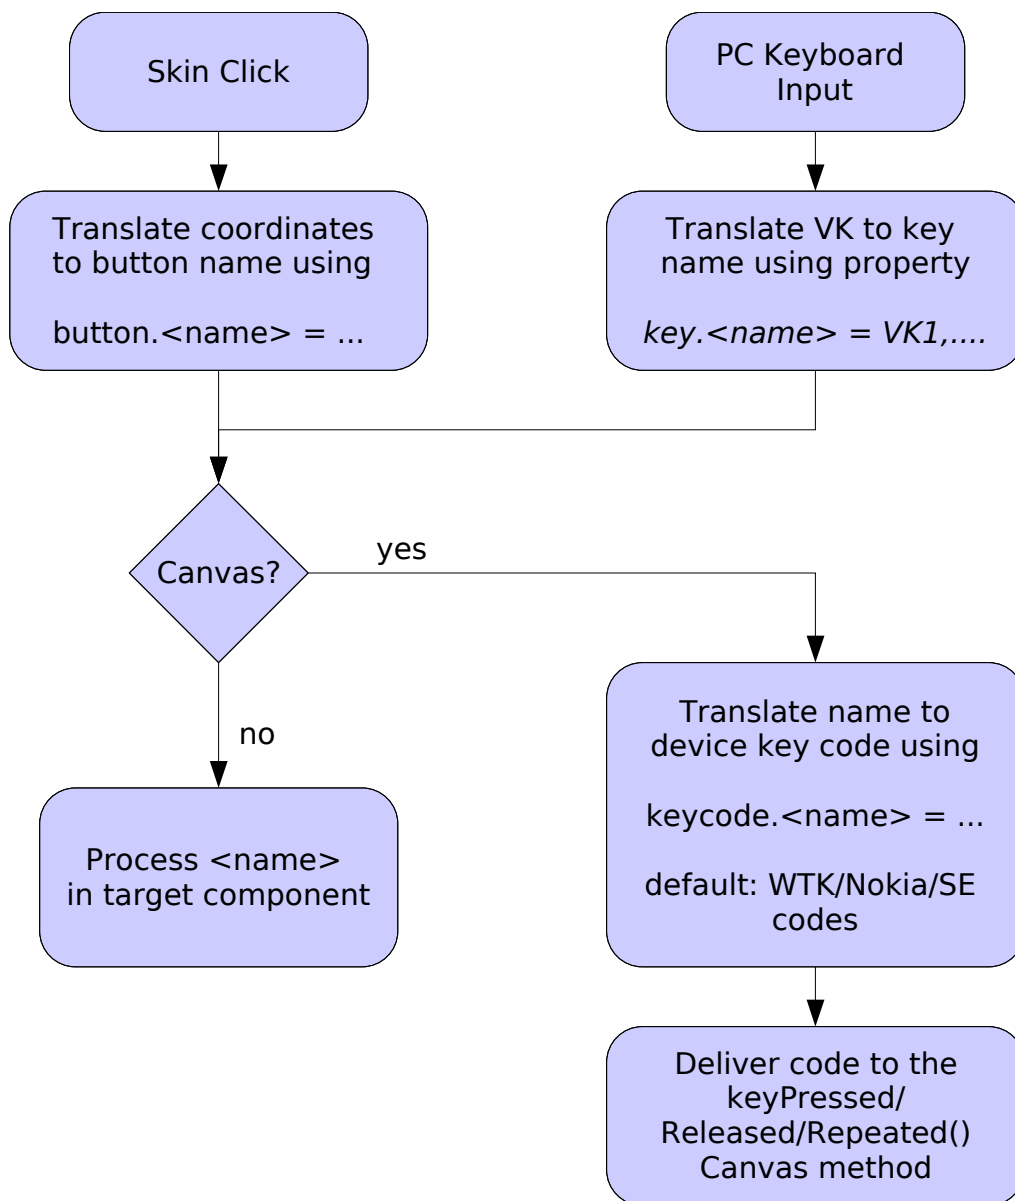 Skin Click
PC Keyboard
Input
Translate coordinates
to button name using
button.<name> = ...
Translate VK to key
name using property
key.<name> = VK1,....
Canvas?
yes
no
Translate name to
device key code using
keycode.<name> = ...
default: WTK/Nokia/SE
codes
Process <name>
in target component
Deliver code to the
keyPressed/
Released/Repeated()
Canvas method